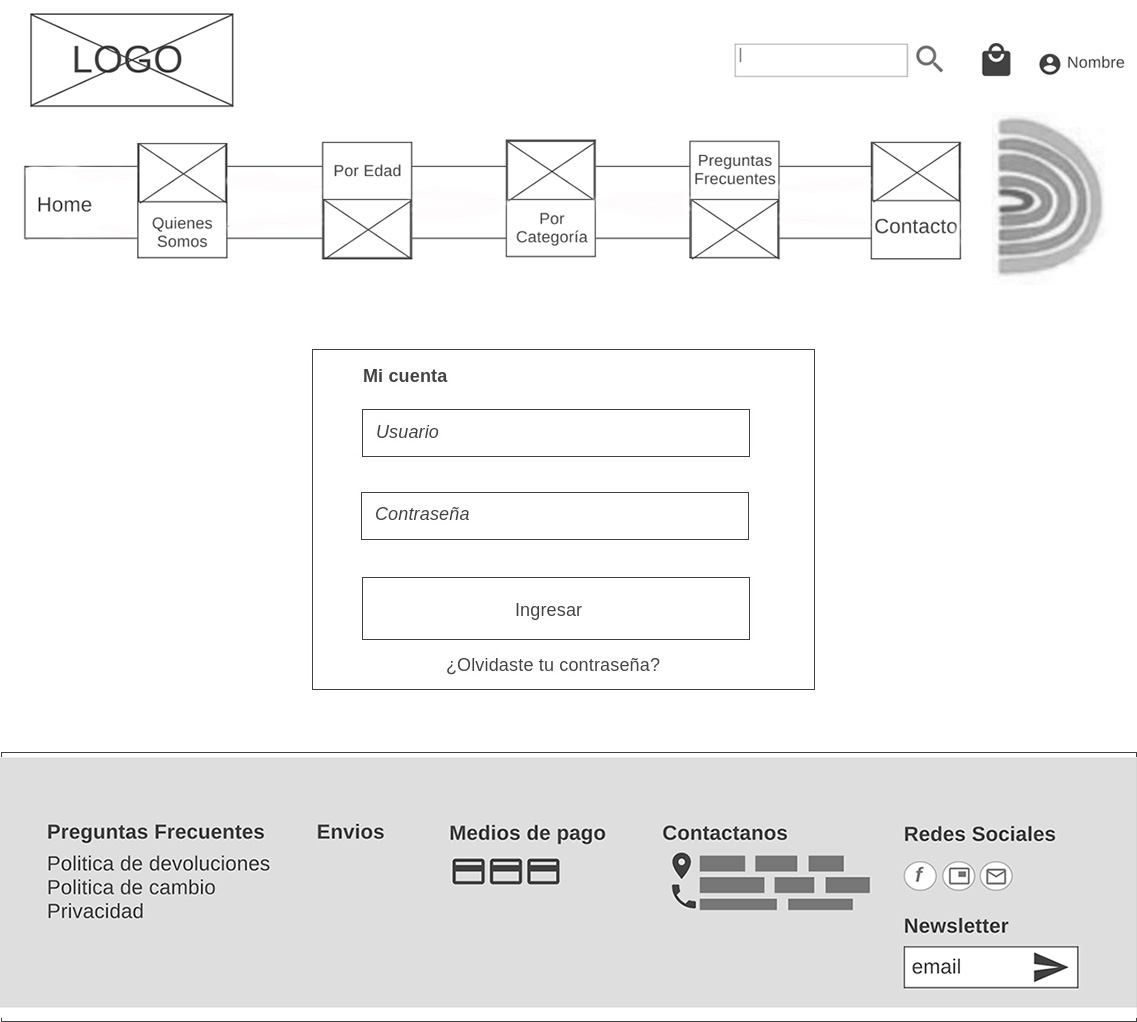 LOGO
Nombre
Home
Quienes
Somos
Por Edad
Por
Categoría
Preguntas
Frecuentes
Contacto
Mi cuenta
Usuario
Contraseña
Ingresar
¿Olvidaste tu contraseña?
Preguntas Frecuentes
Politica de devoluciones
Politica de cambio
Privacidad
Envios
Medios de pago
Contactanos
Redes Sociales
f
Newsletter
email